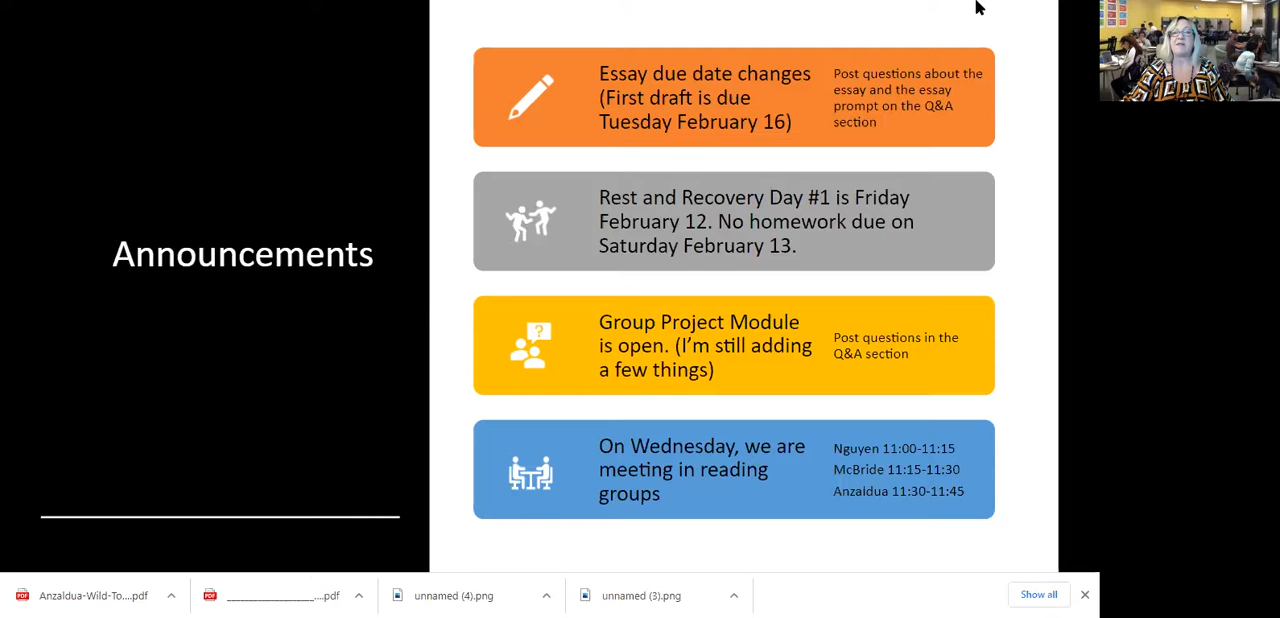 Announcements
Essay due date changes
(First draft is due
Tuesday February 16)
Post questions about the
essay and the essay
prompt on the Q&A
section
Rest and Recovery Day #1 is Friday
February 12. No homework due on
Saturday February 13.
Group Project Module
is open. (I’m still adding
a few things)
Post questions in the
Q&A section
On Wednesday, we are
meeting in reading
groups
Nguyen 11:00-11:15
McBride 11:15-11:30
Anzaldua 11:30-11:45
Anzaldua-Wild-To....pdf
____________________....pdf
unnamed (4).png
unnamed (3).png
Show all